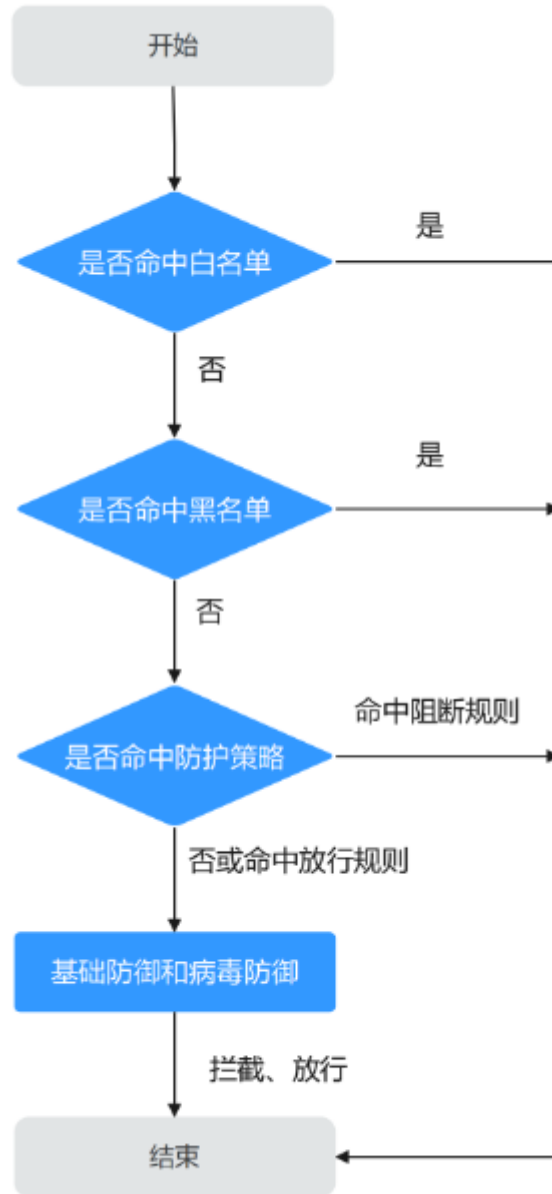 开始
是否命中白名单
是
否
是否命中黑名单
是
否
是否命中防护策略
命中阻断规则
否或命中放行规则
基础防御和病毒防御
拦截、放行
结束